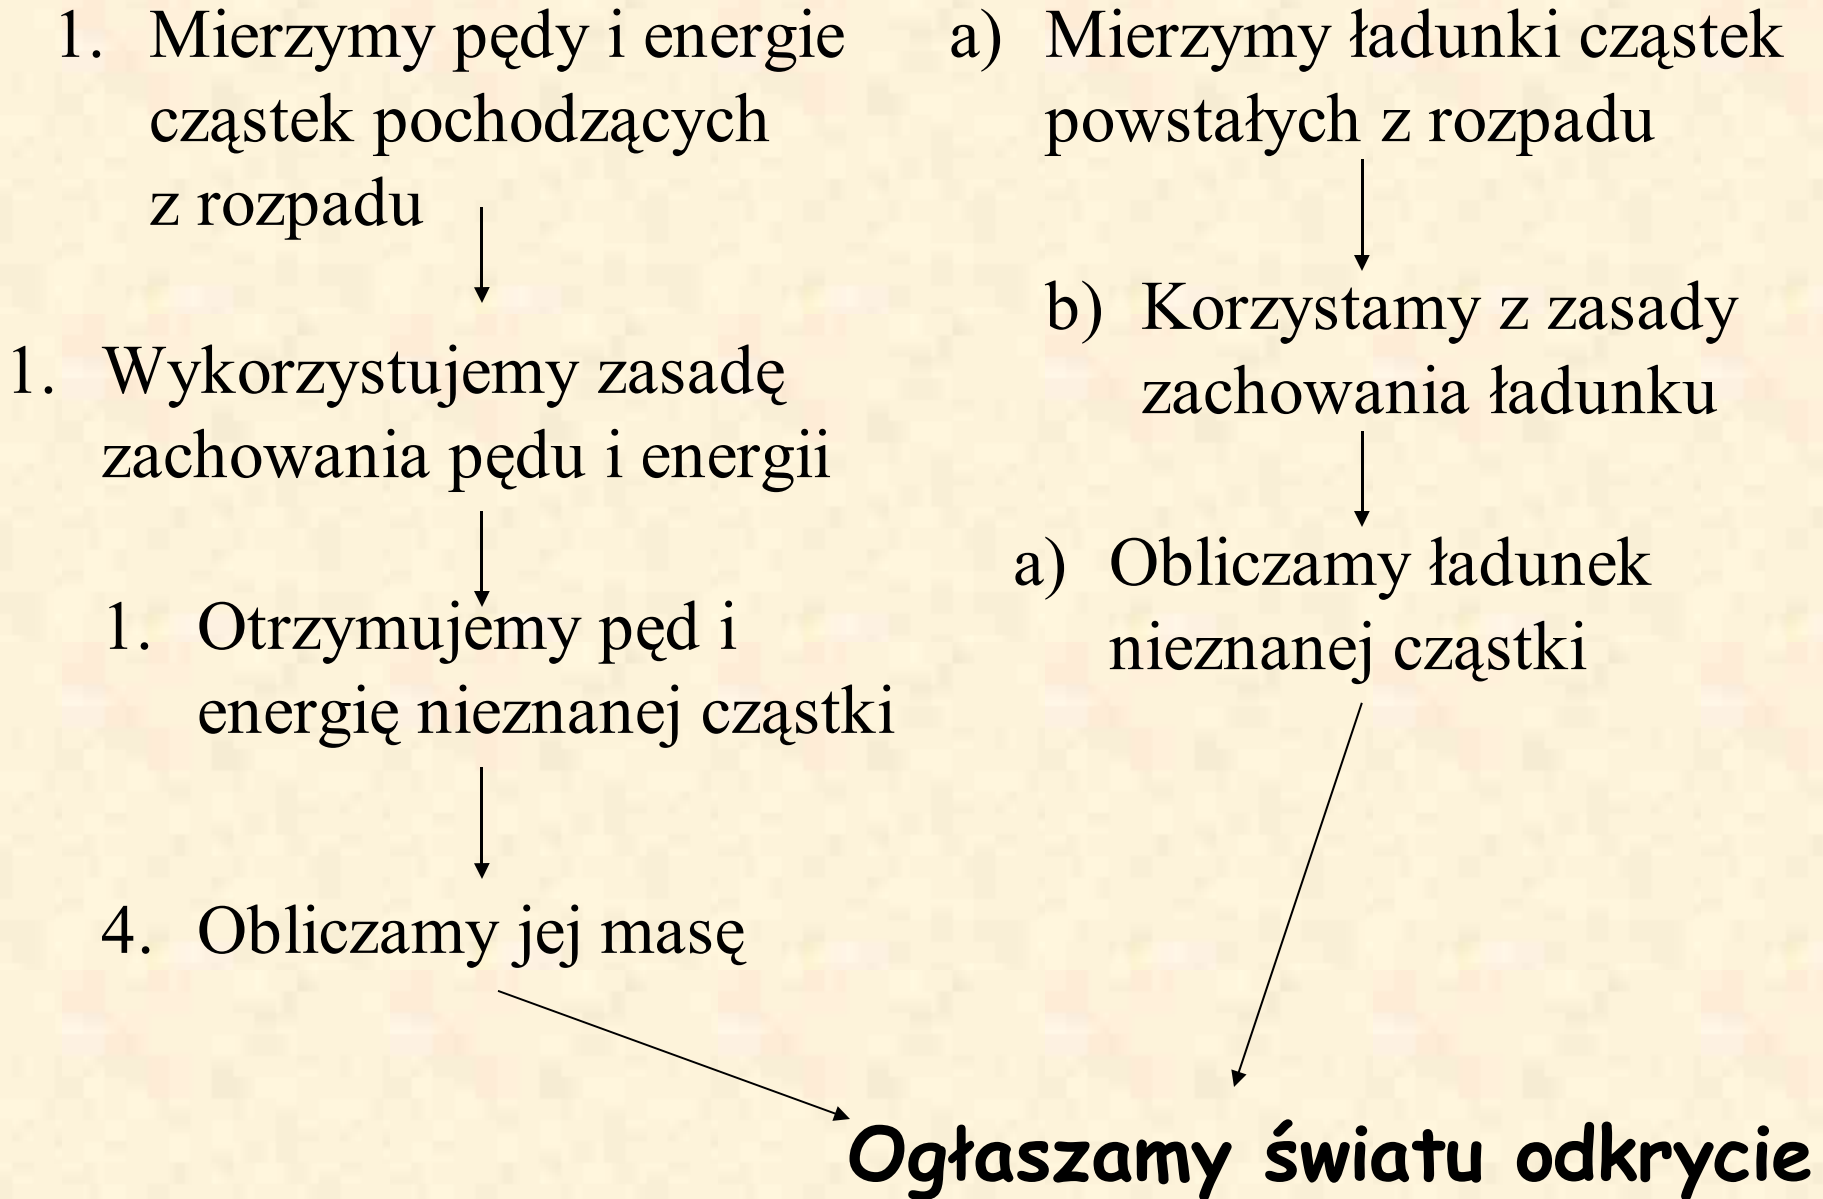 1. Mierzymy pędy i energie
cząstek pochodzących
z rozpadu
1. Wykorzystujemy zasadę
zachowania pędu i energii
1. Otrzymujemy pęd i
energię nieznanej cząstki
4. Obliczamy jej masę
a) Mierzymy ładunki cząstek
powstałych z rozpadu
b) Korzystamy z zasady
zachowania ładunku
a) Obliczamy ładunek
nieznanej cząstki
Ogłaszamy światu odkrycie